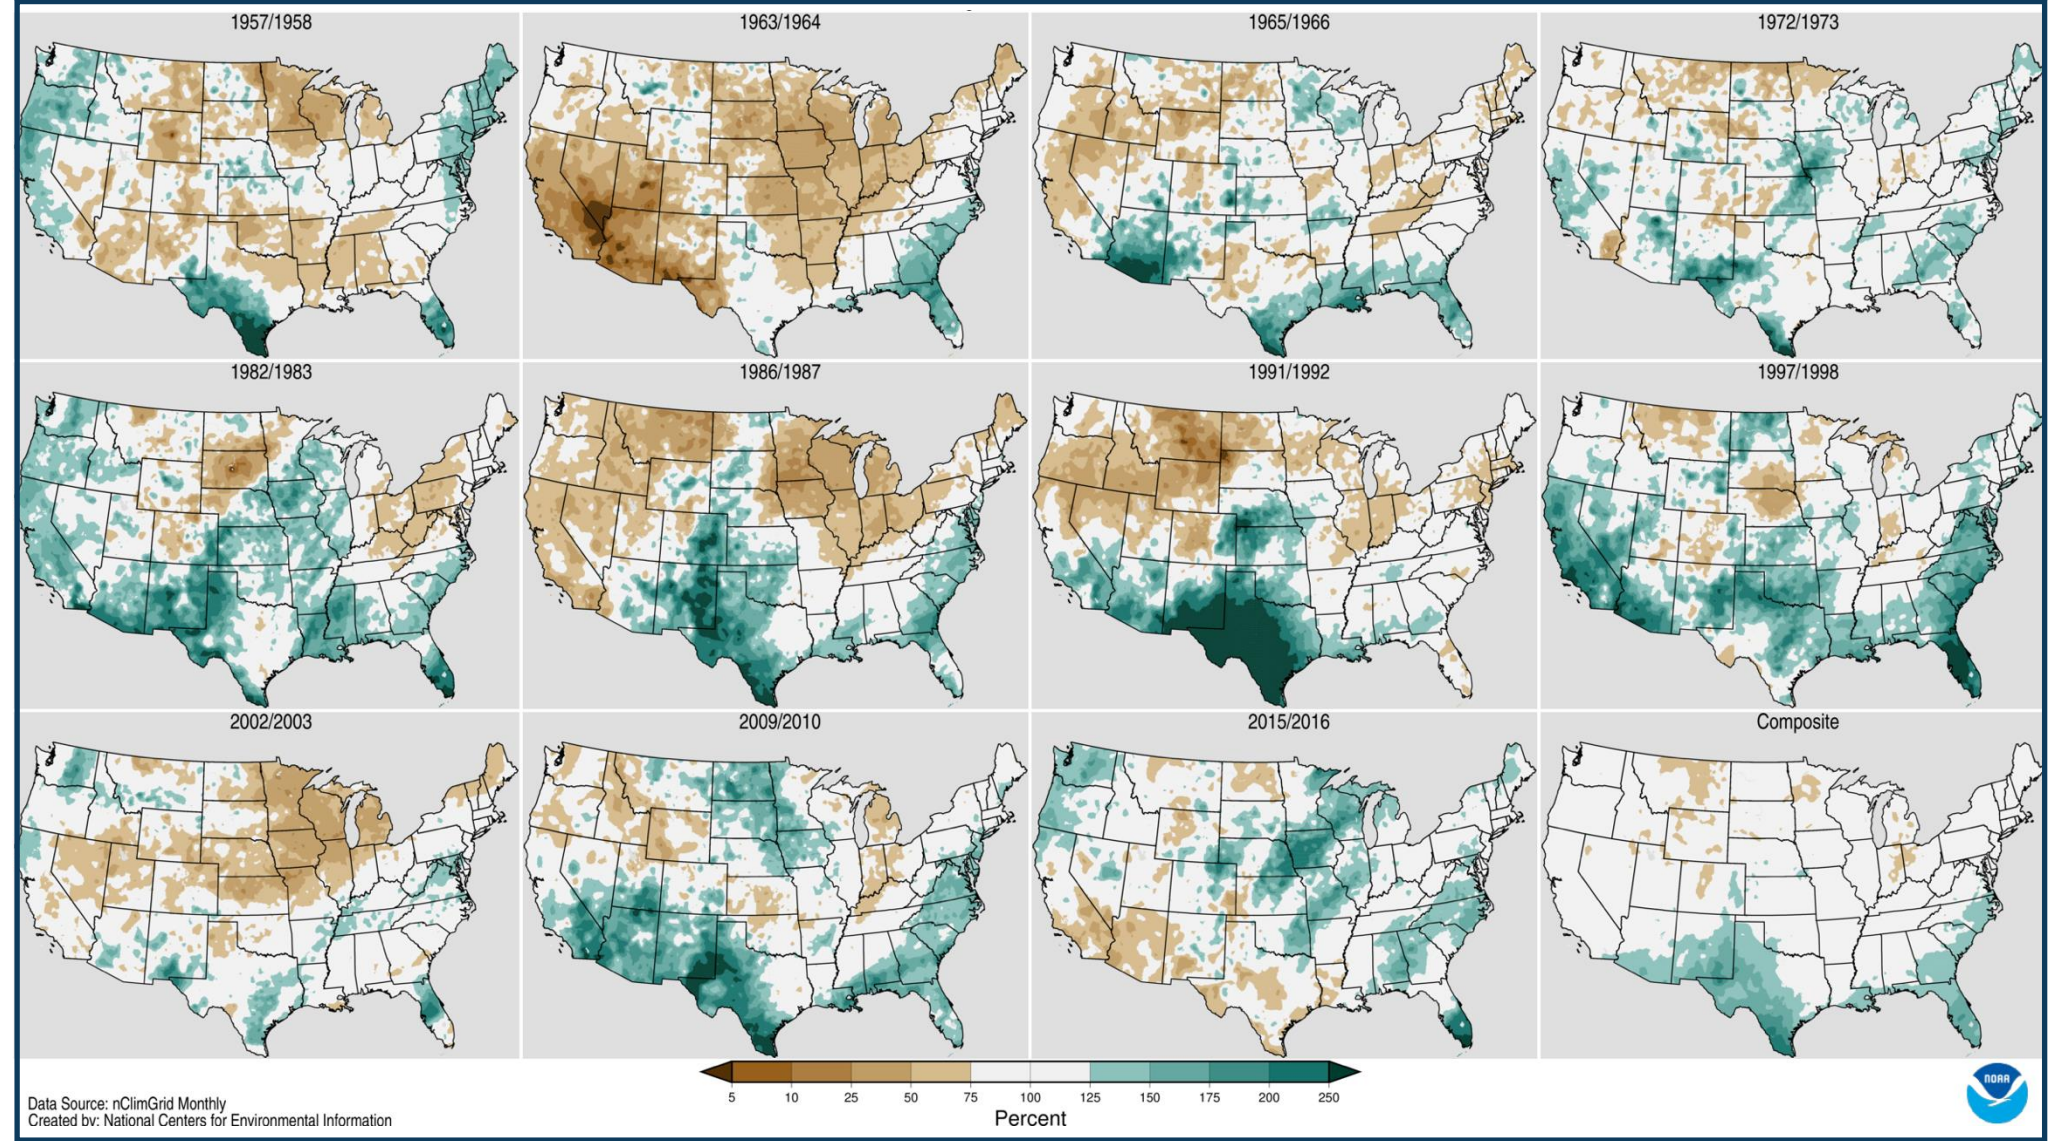 1957/1958
1963/1964
1965/1966
1972/1973
1982/1983
1986/1987
1991/1992
1997/1998
2002/2003
2009/2010
2015/2016
Composite
5 10 25 50 75 100 125 150 175 200 250
Percent
Data Source: nClimGrid Monthly
Created by: National Centers for Environmental Information
NOAA